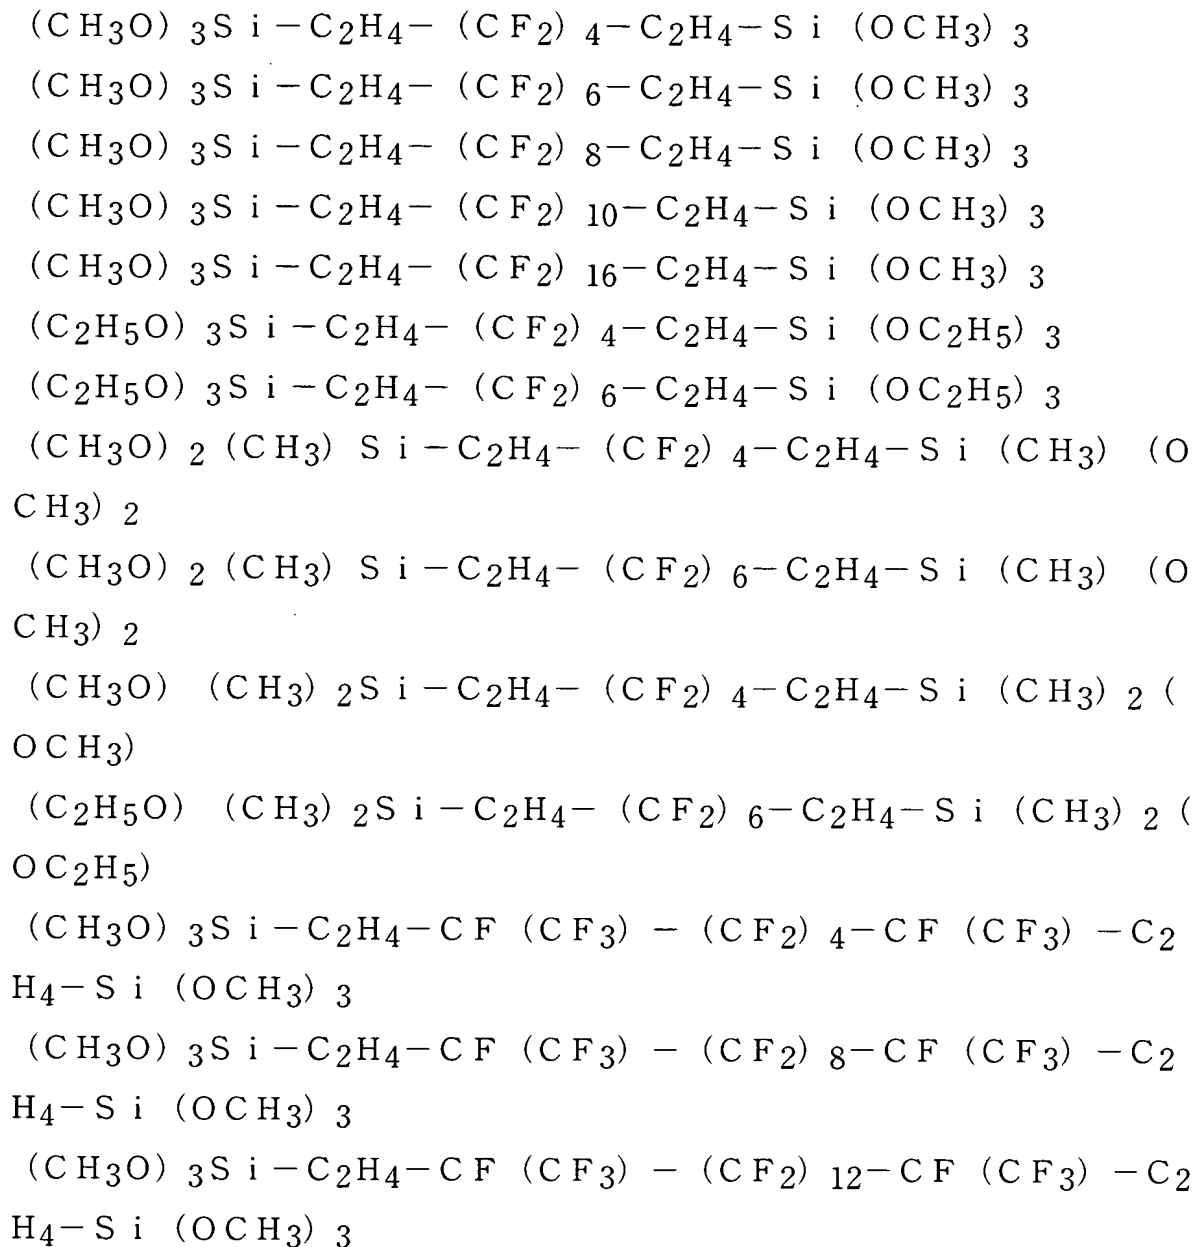 (CH3O)3Si-C2H4-(CF2)4-C2H4-Si(OCH3)3
(CH3O)3Si-C2H4-(CF2)6-C2H4-Si(OCH3)3
(CH3O)3Si-C2H4-(CF2)8-C2H4-Si(OCH3)3
(CH3O)3Si-C2H4-(CF2)10-C2H4-Si(OCH3)3
(CH3O)3Si-C2H4-(CF2)16-C2H4-Si(OCH3)3
(C2H5O)3Si-C2H4-(CF2)4-C2H4-Si(OC2H5)3
(C2H5O)3Si-C2H4-(CF2)6-C2H4-Si(OC2H5)3
(CH3O)2(CH3)Si-C2H4-(CF2)4-C2H4-Si(CH3)(O
CH3)2
(CH3O)2(CH3)Si-C2H4-(CF2)6-C2H4-Si(CH3)(O
CH3)2
(CH3O)(CH3)2Si-C2H4-(CF2)4-C2H4-Si(CH3)2(
OCH3)
(C2H5O)(CH3)2Si-C2H4-(CF2)6-C2H4-Si(CH3)2(
OC2H5)
(CH3O)3Si-C2H4-CF(CF3)-(CF2)4-CF(CF3)-C2
H4-Si(OCH3)3
(CH3O)3Si-C2H4-CF(CF3)-(CF2)8-CF(CF3)-C2
H4-Si(OCH3)3
(CH3O)3Si-C2H4-CF(CF3)-(CF2)12-CF(CF3)-C2
H4-Si(OCH3)3